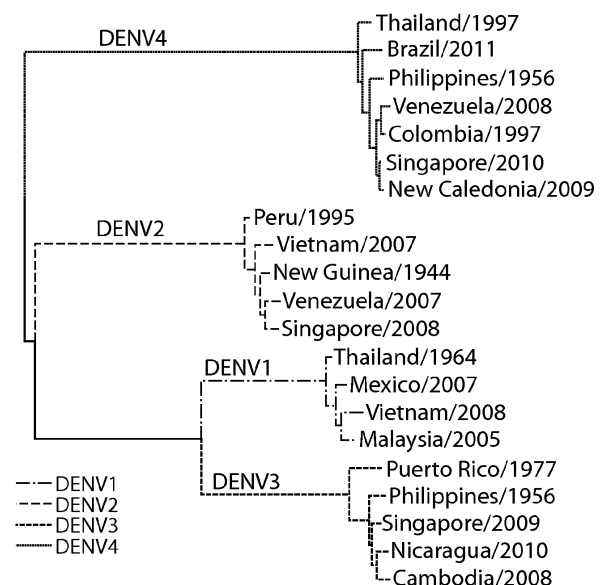 DENV4
Thailand/1997
Brazil/2011
Philippines/1956
Venezuela/2008
Colombia/1997
Singapore/2010
New Caledonia/2009
DENV2
Peru/1995
Vietnam/2007
New Guinea/1944
Venezuela/2007
Singapore/2008
DENV1
Thailand/1964
Mexico/2007
Vietnam/2008
Malaysia/2005
DENV3
Puerto Rico/1977
Philippines/1956
Singapore/2009
Nicaragua/2010
Cambodia/2008
DENV1
DENV2
DENV3
DENV4